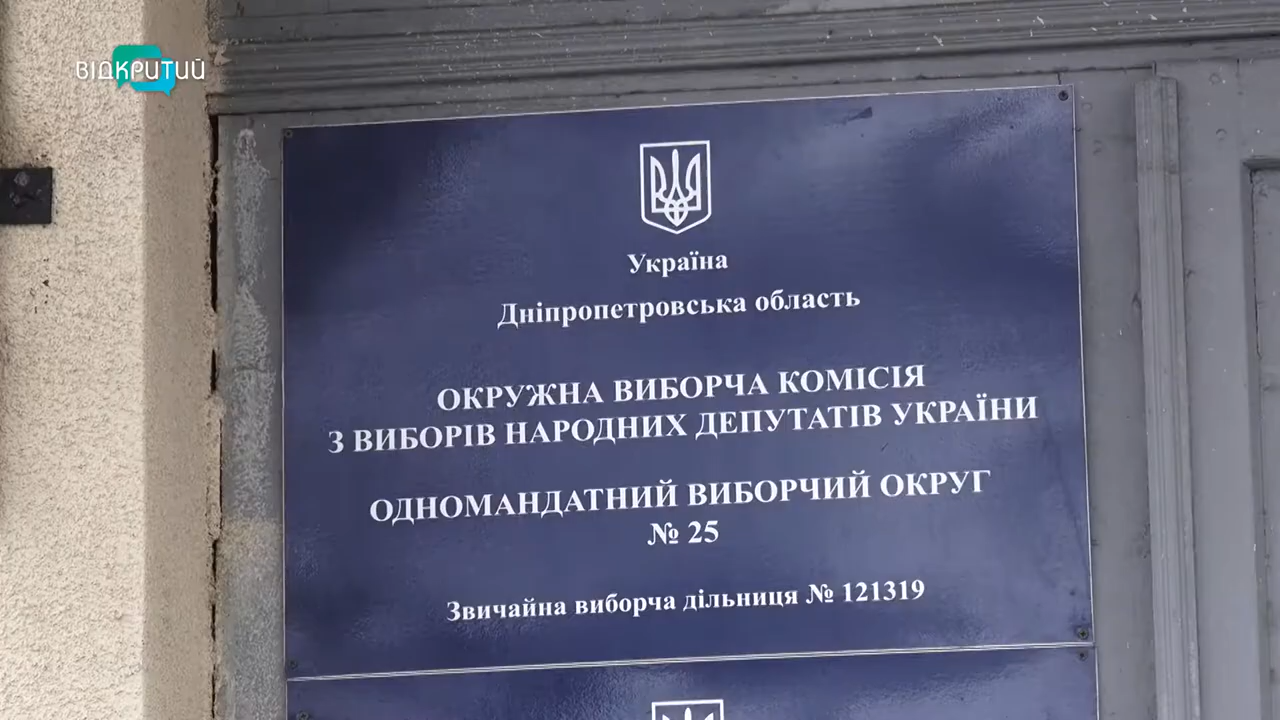 ВІДКРИТИЙ
Україна
Дніпропетровська область
ОКРУЖНА ВИБОРЧА КОМІСІЯ
З ВИБОРІВ НАРОДНИХ ДЕПУТАТІВ УКРАЇНИ
ОДНОМАНДАТНИЙ ВИБОРЧИЙ ОКРУГ
№ 25
Звичайна виборча дільниця № 121319